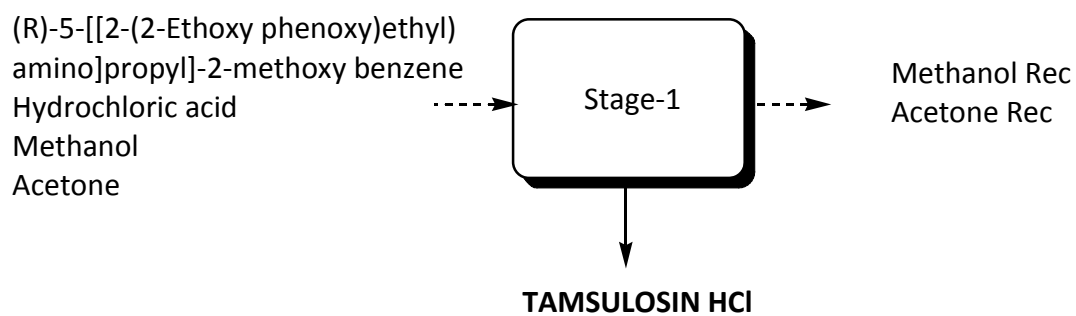 (R)-5-[[2-(2-Ethoxy phenoxy)ethyl)
amino]propyl]-2-methoxy benzene
Hydrochloric acid
Methanol
Acetone
Stage-1
Methanol Rec
Acetone Rec
TAMSULOSIN HCl